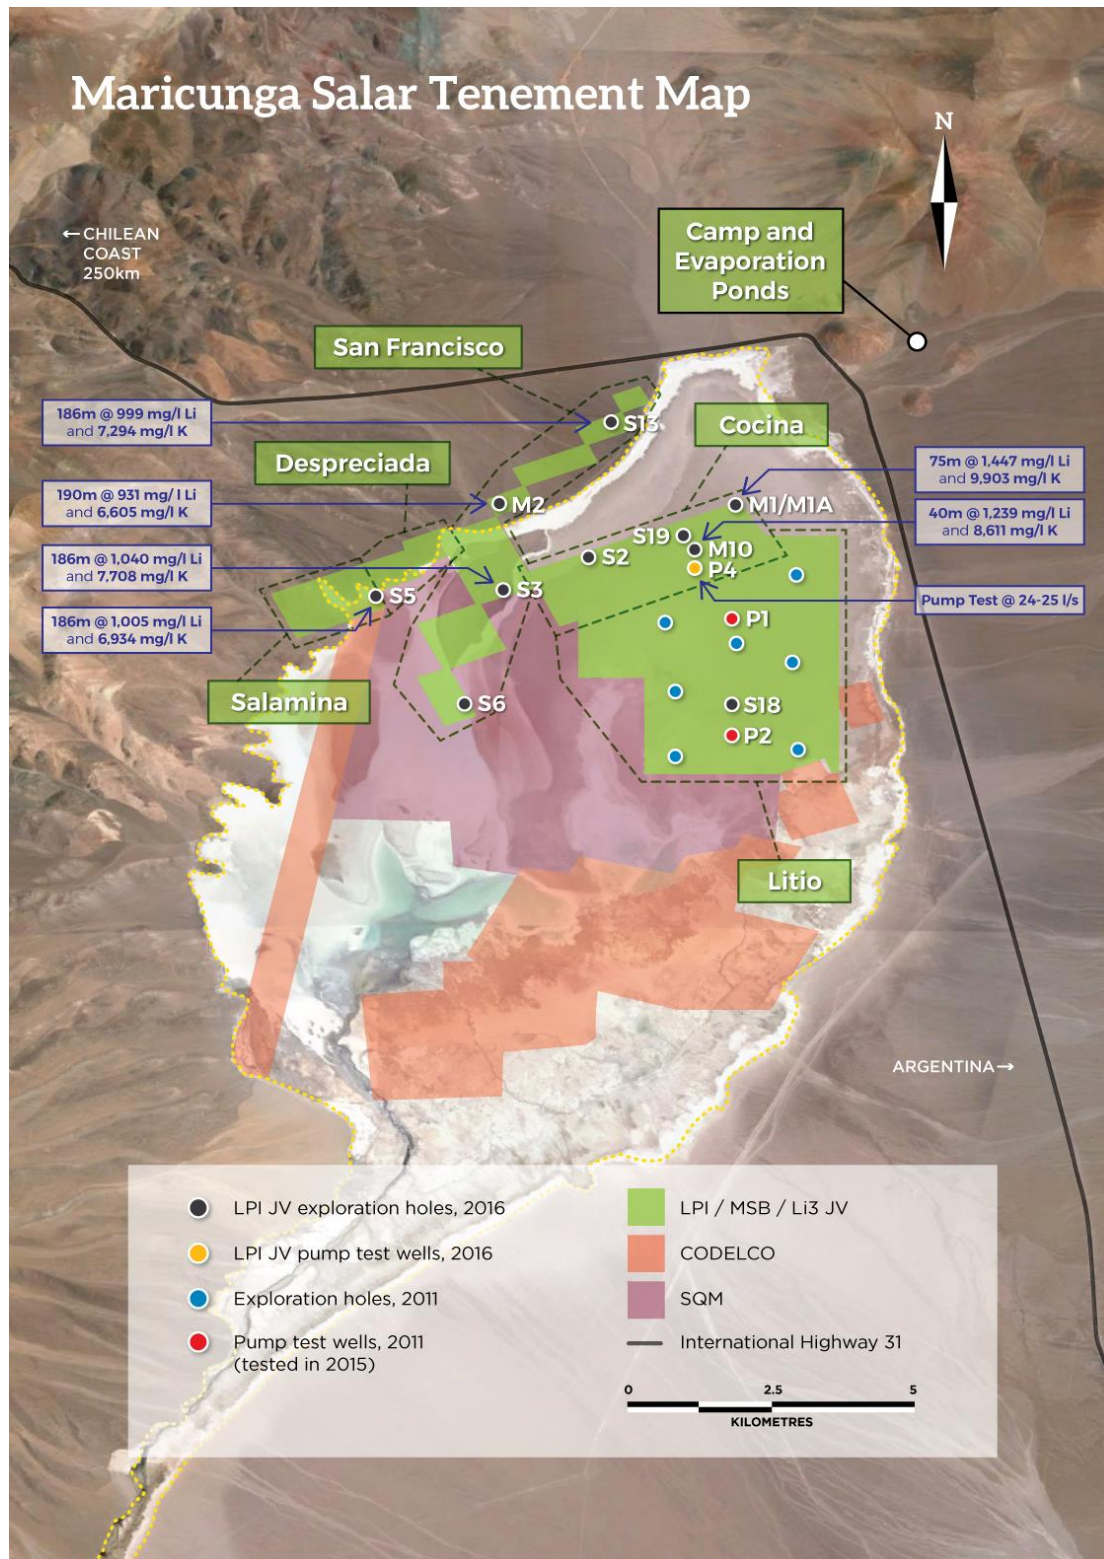 Maricunga Salar Tenement Map
N
←CHILEAN
COAST
250km
Camp and
Evaporation
Ponds
San Francisco
186m @ 999 mg/l Li
and 7,294 mg/l K
S13
Cocina
Despreciada
75m @ 1,447 mg/l Li
and 9,903 mg/l K
190m @ 931 mg/l Li
and 6,605 mg/l K
M2
M1/M1A
40m @ 1,239 mg/l Li
and 8,611 mg/l K
S19
M10
S2
P4
186m @ 1,040 mg/l Li
and 7,708 mg/l K
S3
S5
Pump Test @ 24-25 l/s
186m @ 1,005 mg/l Li
and 6,934 mg/l K
P1
Salamina
S6
S18
P2
Litio
ARGENTINA→
LPI JV exploration holes, 2016
LPI JV pump test wells, 2016
Exploration holes, 2011
Pump test wells, 2011
(tested in 2015)
LPI / MSB / Li3 JV
CODELCO
SQM
International Highway 31
0 2.5 5
KILOMETRES